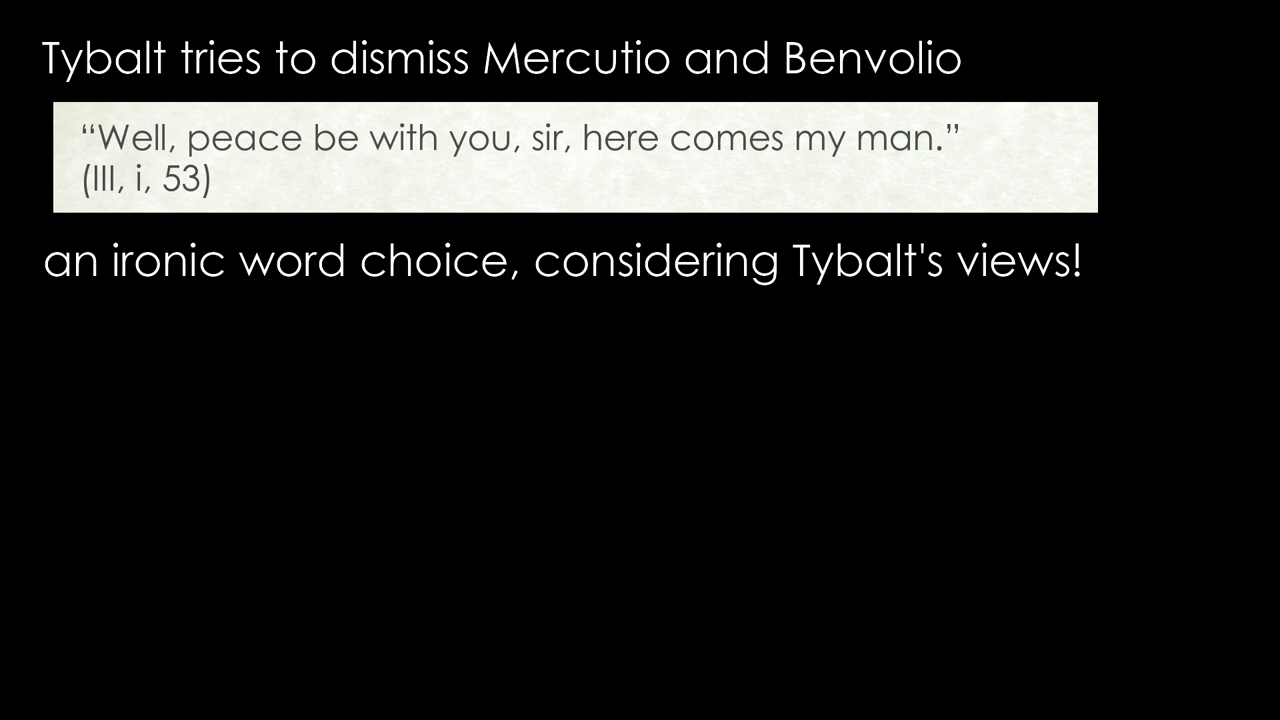 Tybalt tries to dismiss Mercutio and Benvolio
“Well, peace be with you, sir, here comes my man.”
(III, i, 53)
an ironic word choice, considering Tybalt's views!